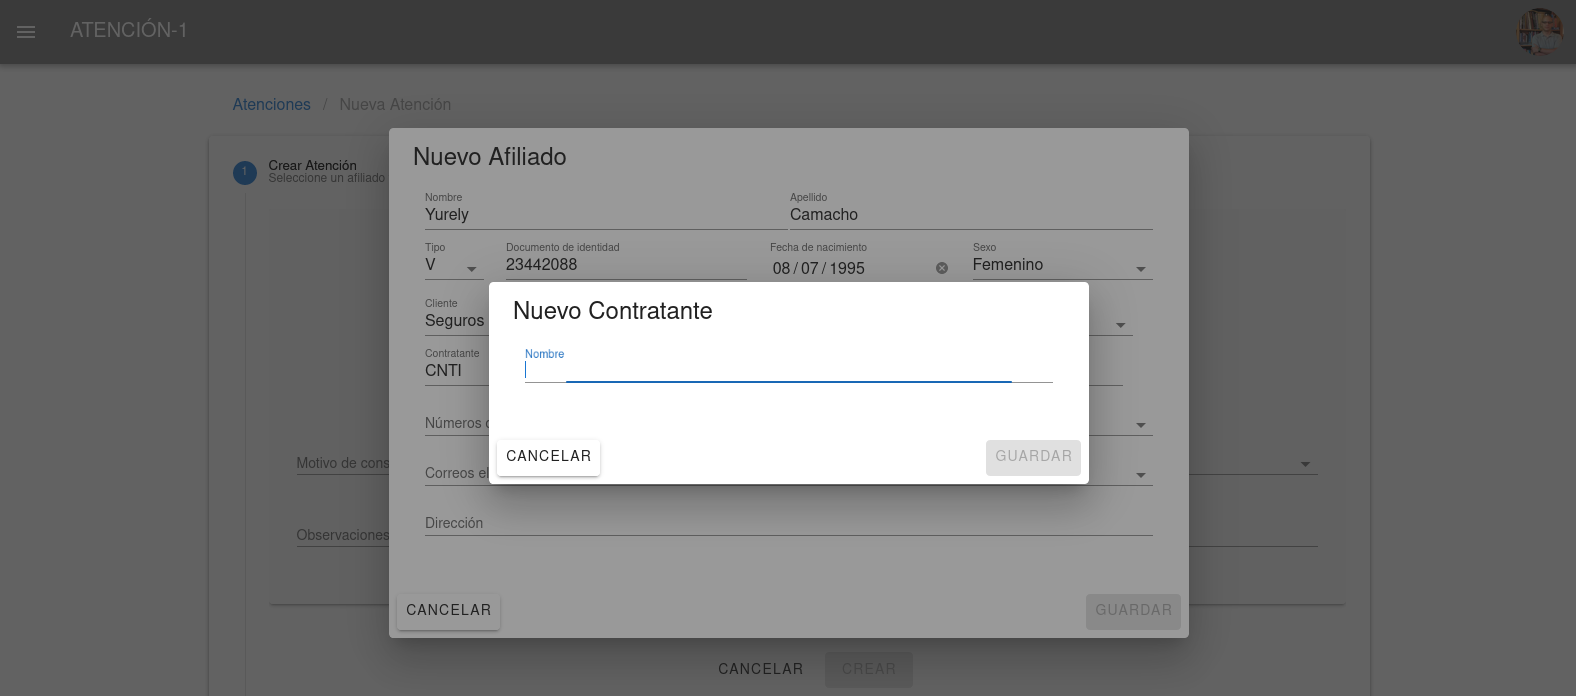 ATENCIÓN-1
Atenciones / Nueva Atención
1
Crear Atención
Seleccione un afiliado
Nuevo Afiliado
Nombre
Yurely
Apellido
Camacho
Tipo
V
Documento de identidad
23442088
Fecha de nacimiento
08 / 07 / 1995
Sexo
Femenino
Cliente
Seguros
Contratante
CNTI
Nuevo Contratante
Nombre
CANCELAR
GUARDAR
Números
Correos
Dirección
CANCELAR
GUARDAR
Motivo de cons
Observaciones
CANCELAR
CREAR